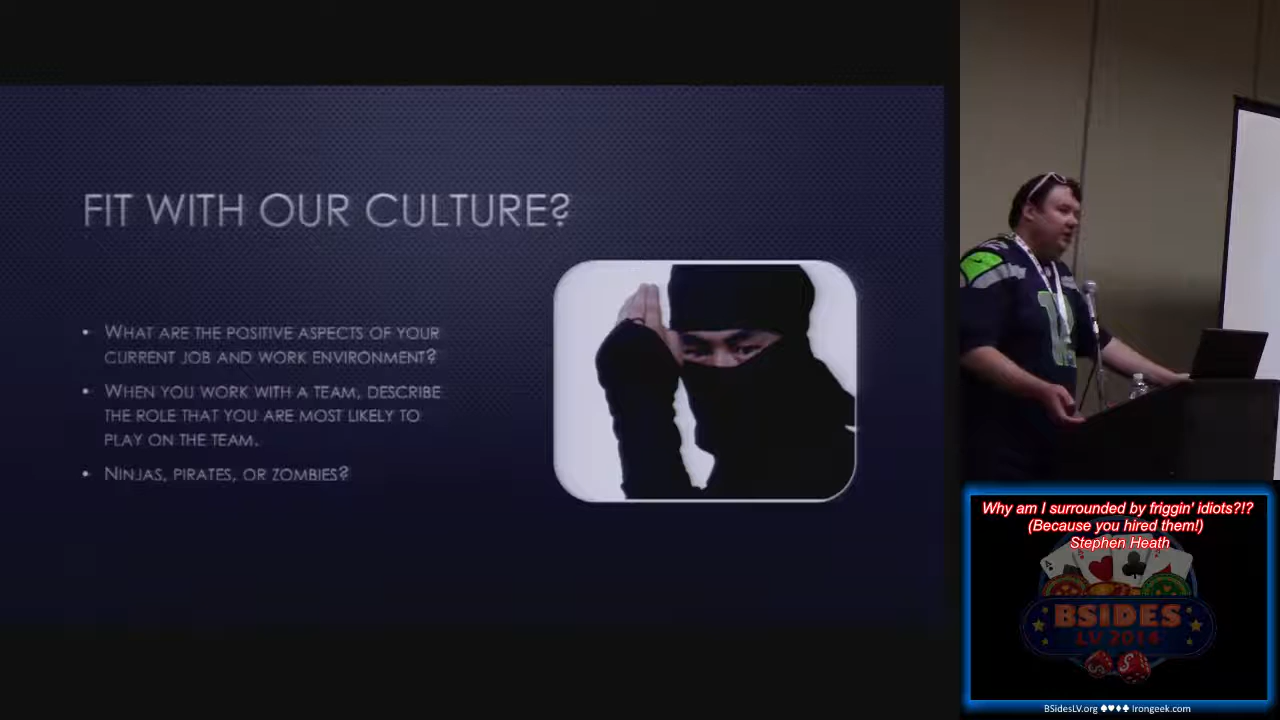 FIT WITH OUR CULTURE?
• WHAT ARE THE POSITIVE ASPECTS OF YOUR
CURRENT JOB AND WORK ENVIRONMENT?
• WHEN YOU WORK WITH A TEAM, DESCRIBE
THE ROLE THAT YOU ARE MOST LIKELY TO
PLAY ON THE TEAM.
• NINJAS, PIRATES, OR ZOMBIES?
Why am I surrounded by friggin' idiots?!?
(Because you hired them!)
Stephen Heath
BSIDES
LV 2014
BSidesLV.org ♠♥♦♣ Irongeek.com